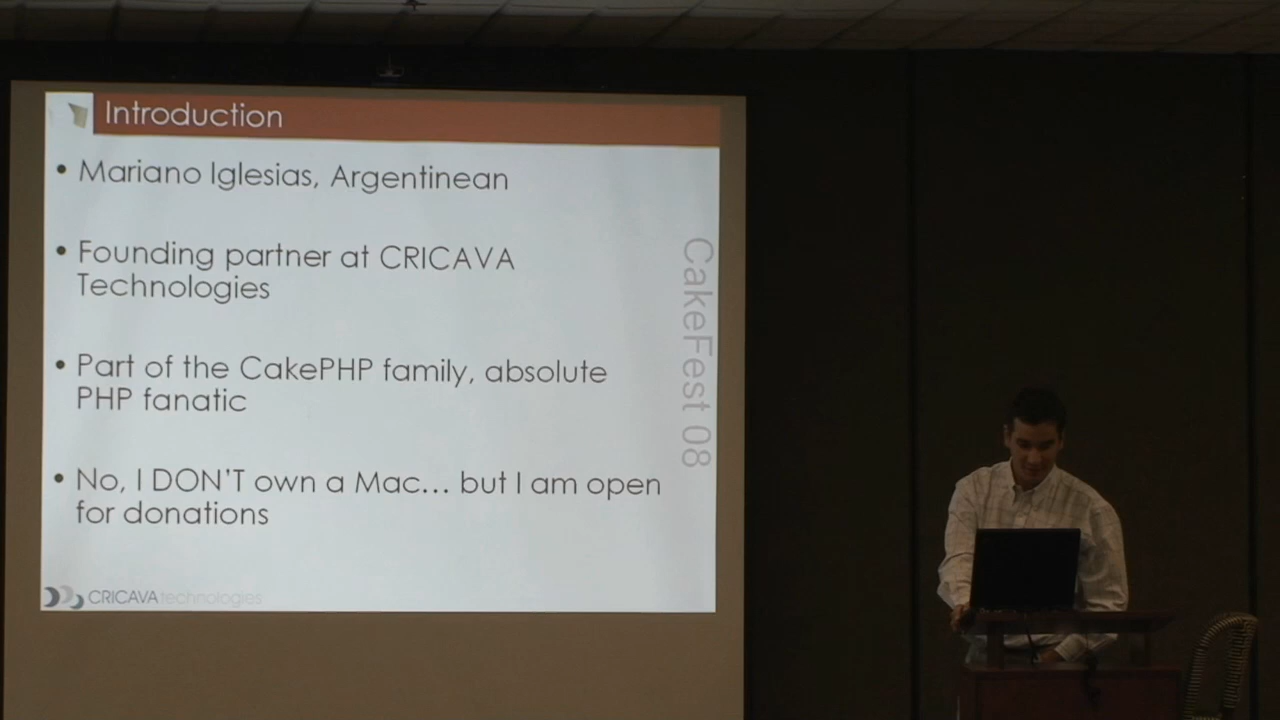 Introduction
• Mariano Iglesias, Argentinean
• Founding partner at CRICAVA
Technologies
• Part of the CakePHP family, absolute
PHP fanatic
• No, I DON'T own a Mac... but I am open
for donations
CakeFest 08
CRICAVA technologies